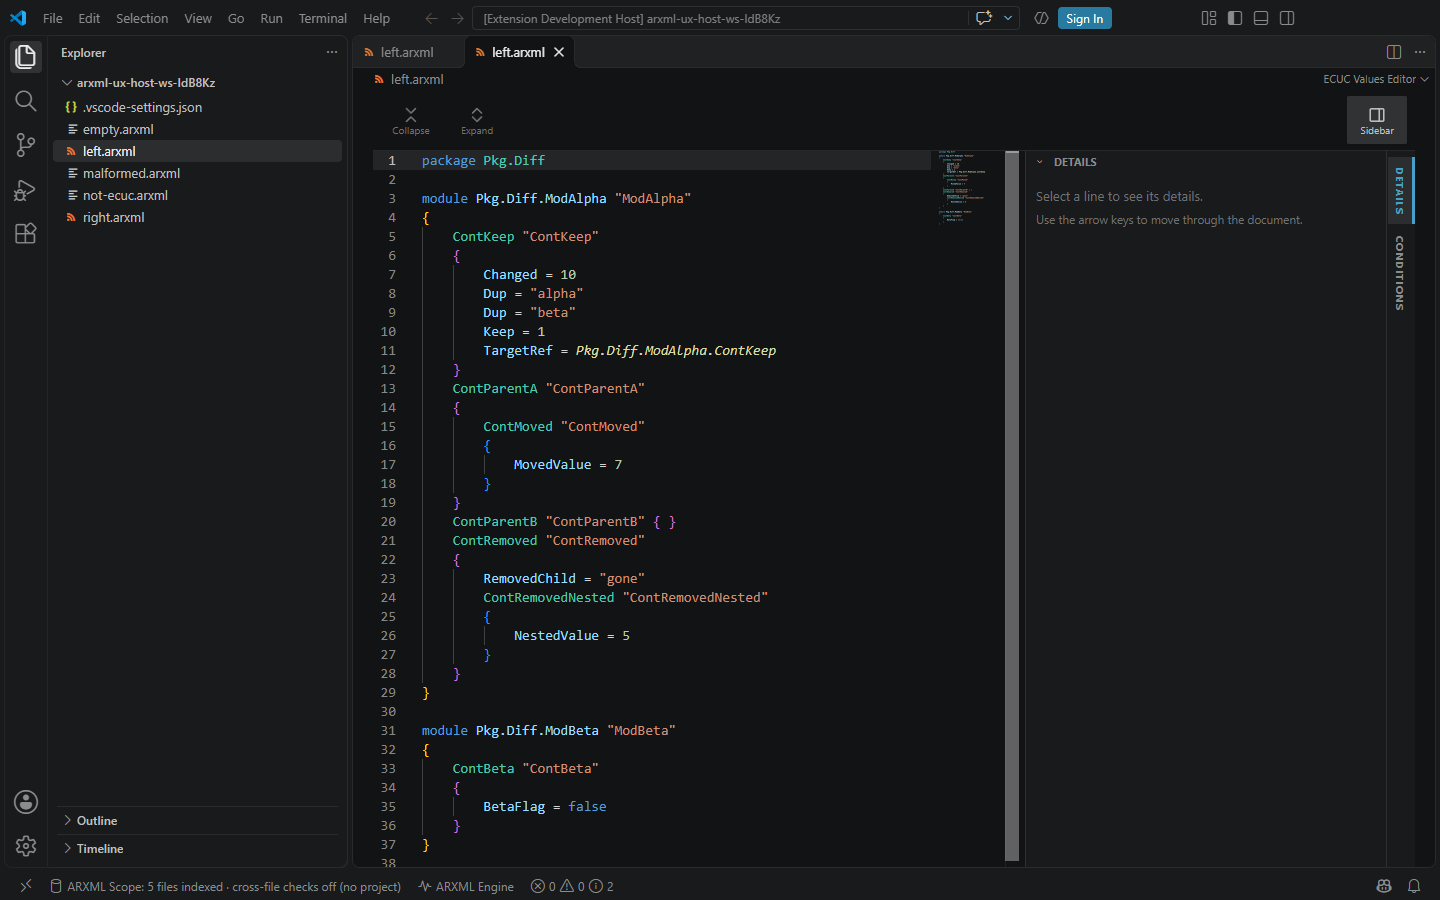 File Edit Selection View Go Run Terminal Help
[Extension Development Host] arxml-ux-host-ws-IdB8Kz
Sign In
Explorer
arxml-ux-host-ws-IdB8Kz
.vscode-settings.json
empty.arxml
left.arxml
malformed.arxml
not-ecuc.arxml
right.arxml
Outline
Timeline
left.arxml
left.arxml
left.arxml
ECUC Values Editor
Collapse
Expand
Sidebar
1 package Pkg.Diff
2
3 module Pkg.Diff.ModAlpha "ModAlpha"
4 {
5 ContKeep "ContKeep"
6 {
7 Changed = 10
8 Dup = "alpha"
9 Dup = "beta"
10 Keep = 1
11 TargetRef = Pkg.Diff.ModAlpha.ContKeep
12 }
13 ContParentA "ContParentA"
14 {
15 ContMoved "ContMoved"
16 {
17 MovedValue = 7
18 }
19 }
20 ContParentB "ContParentB" { }
21 ContRemoved "ContRemoved"
22 {
23 RemovedChild = "gone"
24 ContRemovedNested "ContRemovedNested"
25 {
26 NestedValue = 5
27 }
28 }
29 }
30
31 module Pkg.Diff.ModBeta "ModBeta"
32 {
33 ContBeta "ContBeta"
34 {
35 BetaFlag = false
36 }
37 }
38
DETAILS
Select a line to see its details.
Use the arrow keys to move through the document.
DETAILS
CONDITIONS
ARXML Scope: 5 files indexed · cross-file checks off (no project)
ARXML Engine
0 0 2